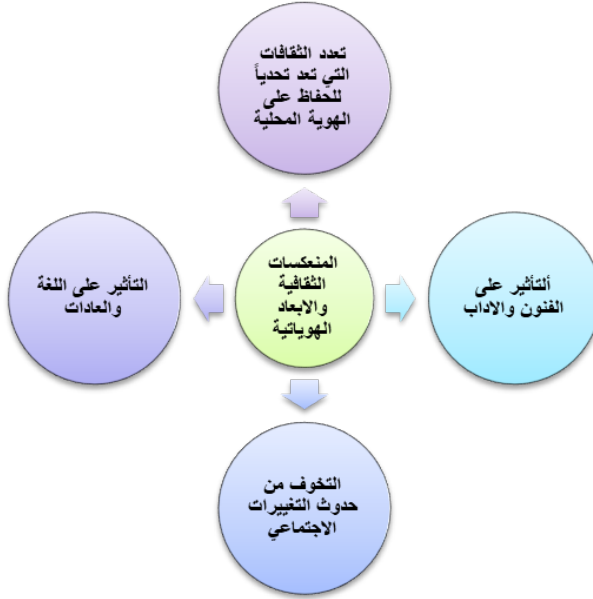 تعدد الثقافات
التي تعد تحدياً
للحفاظ على
الهوية المحلية
المنعكسات
الثقافية
والابعاد
الهوياتية
ألتأثير على
الفنون والاداب
التأثير على اللغة
والعادات
التخوف من
حدوث التغييرات
الاجتماعي